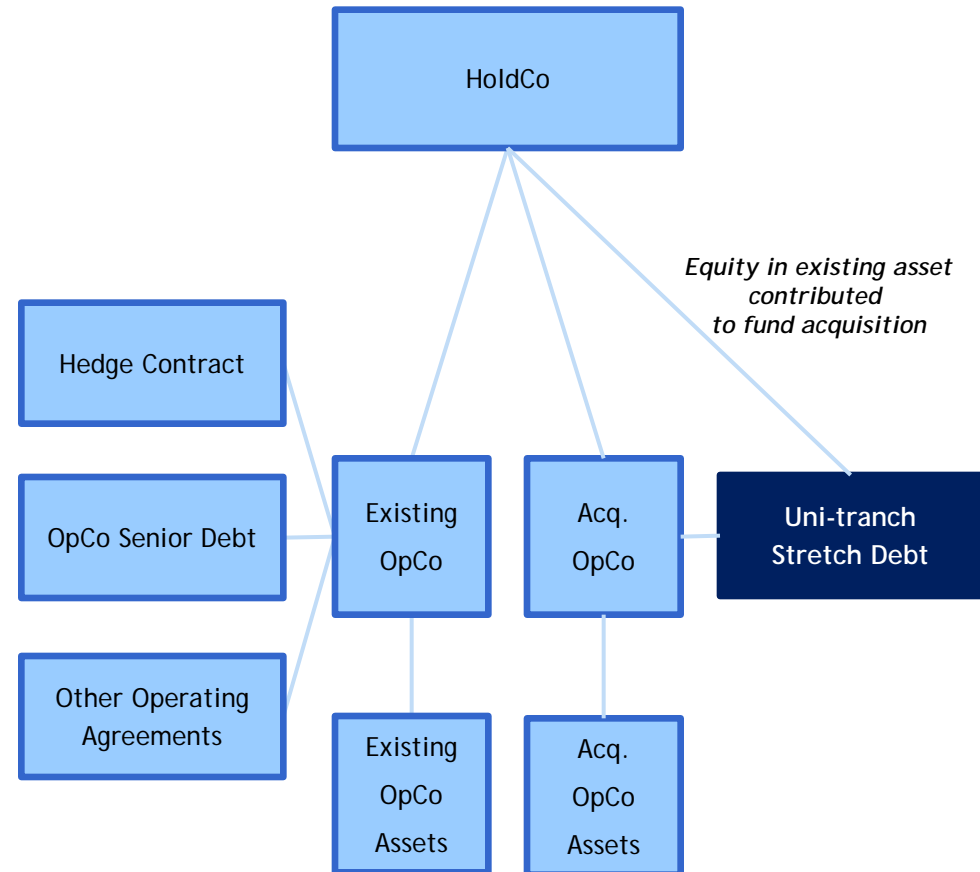 HoldCo
Equity in existing asset
contributed
to fund acquisition
Hedge Contract
OpCo Senior Debt
Other Operating
Agreements
Existing
OpCo
Acq.
OpCo
Uni-tranch
Stretch Debt
Existing
OpCo
Assets
Acq.
OpCo
Assets